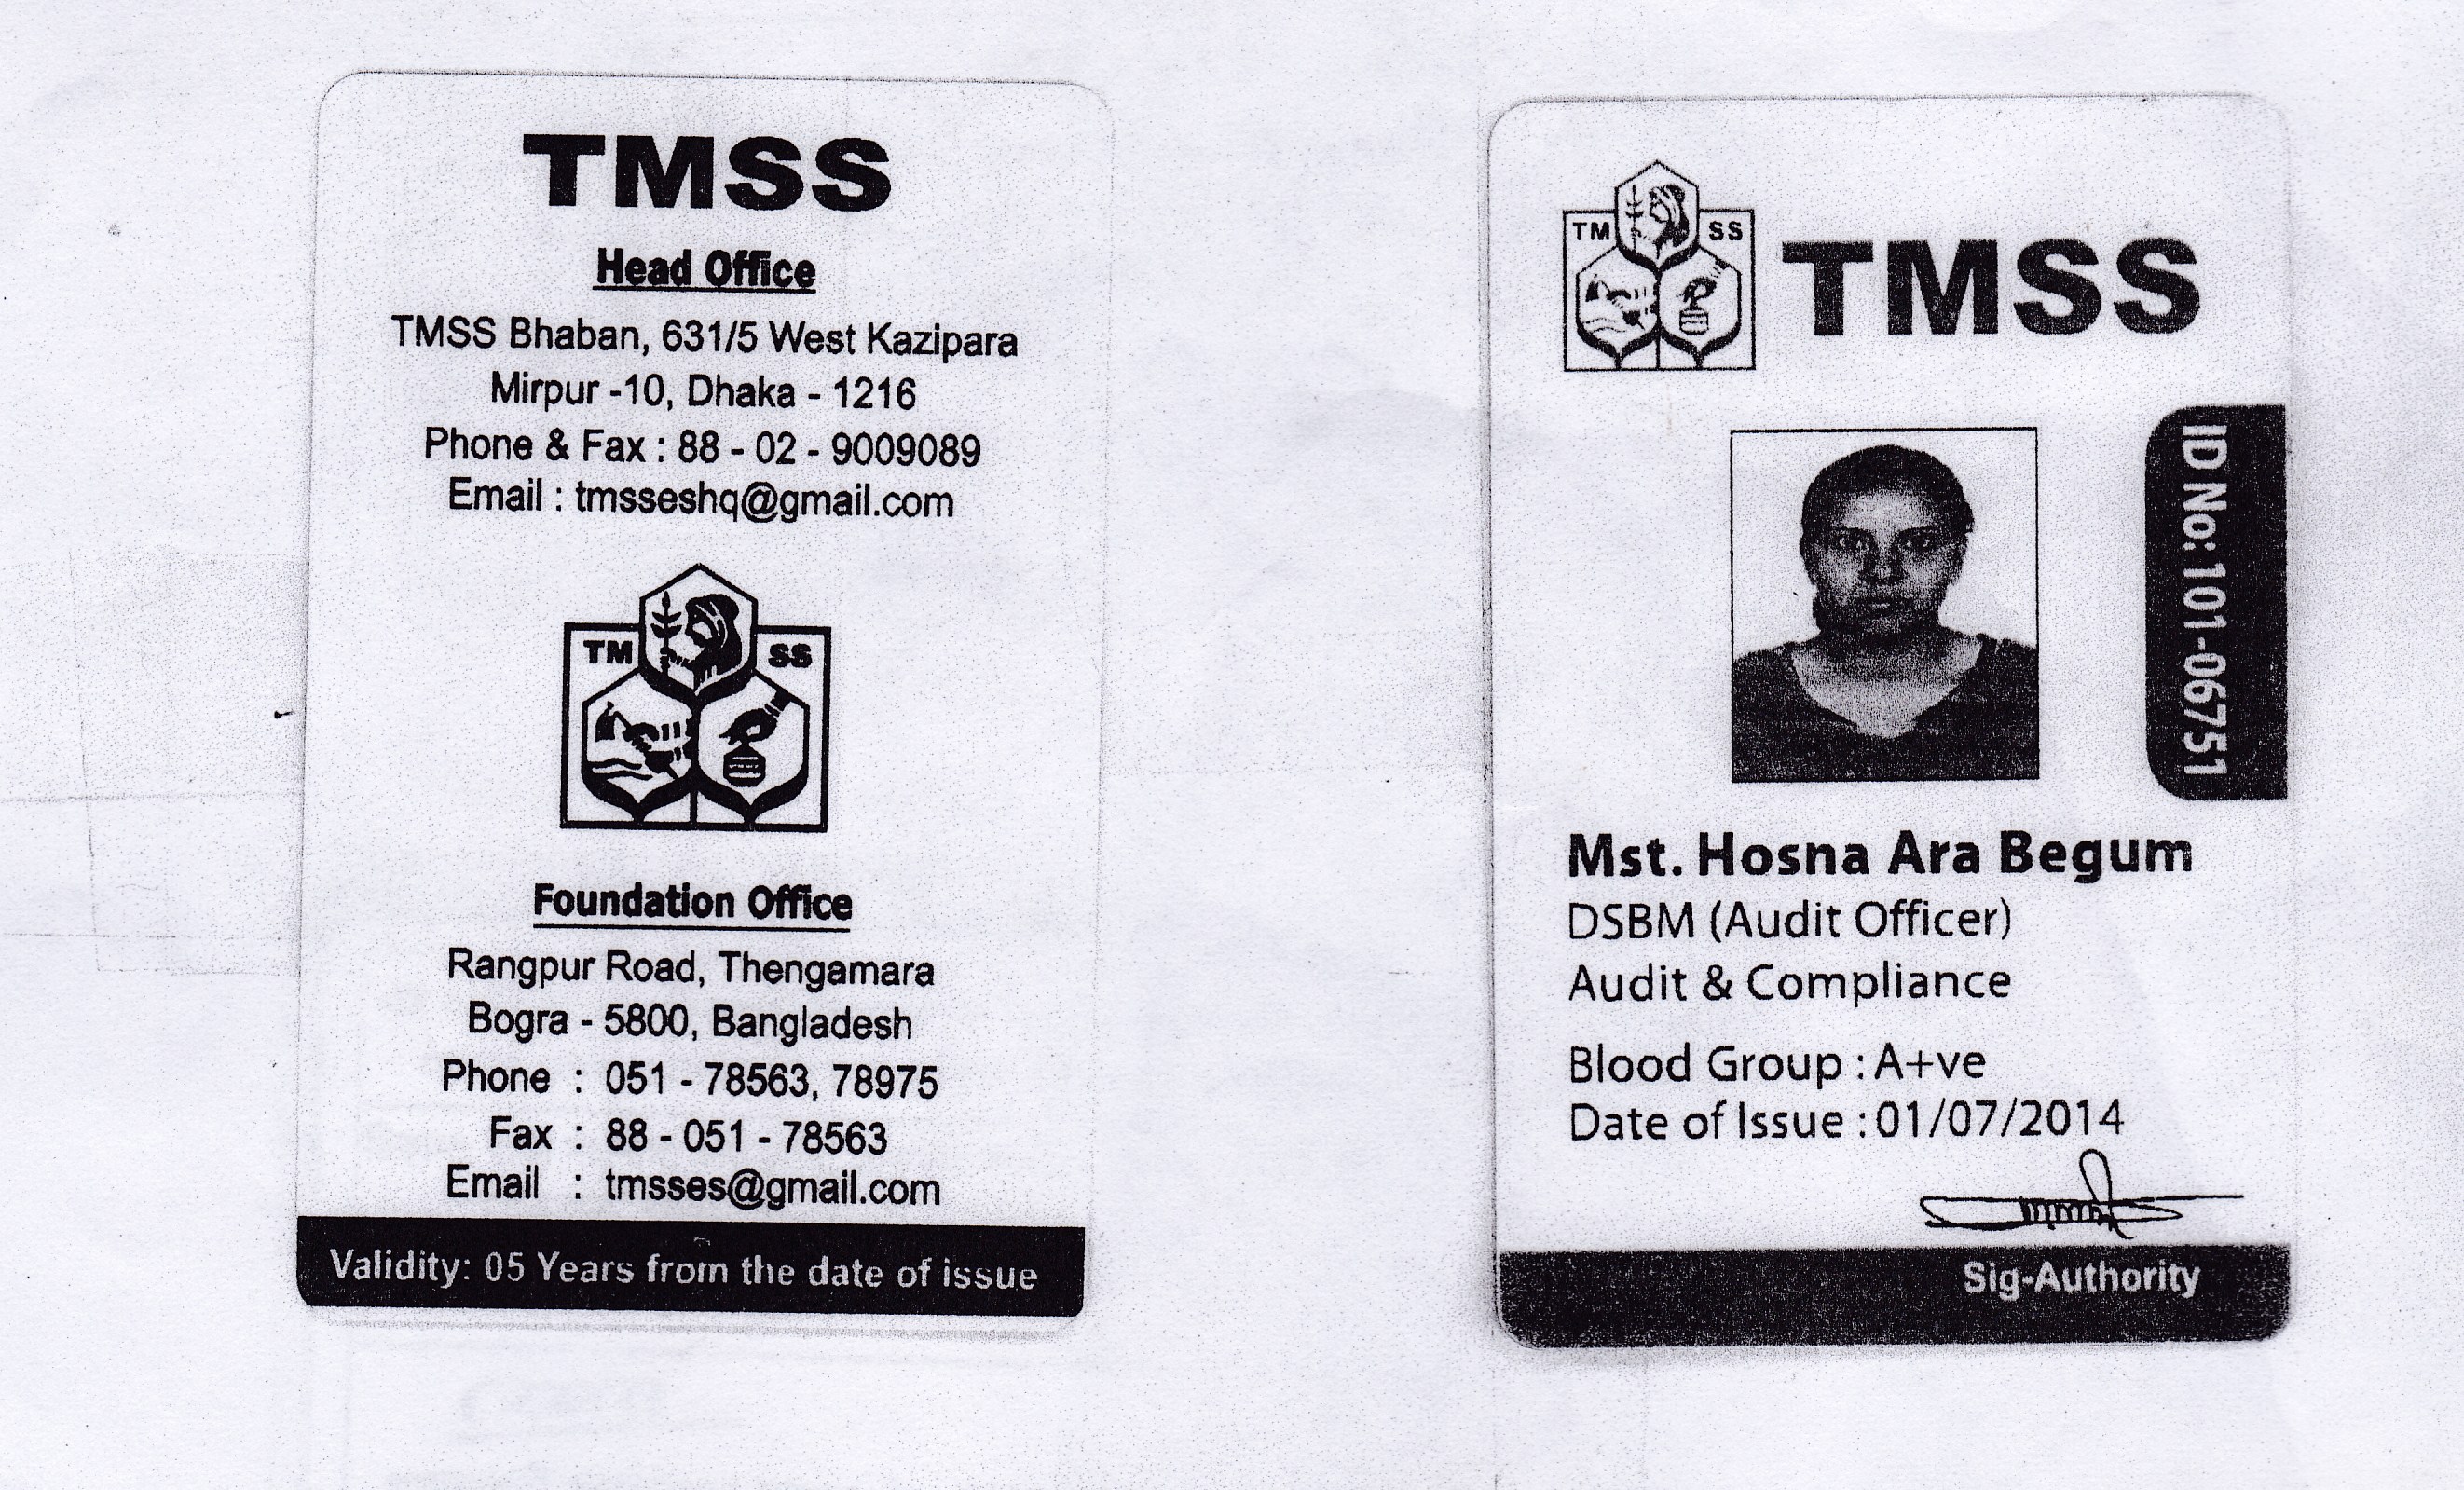 TMSS
Head Office
TMSS Bhaban, 631/5 West Kazipara
Mirpur -10, Dhaka - 1216
Phone & Fax : 88 - 02 - 9009089
Email : tmsseshq@gmail.com
TM SS
Foundation Office
Rangpur Road, Thengamara
Bogra - 5800, Bangladesh
Phone : 051 - 78563, 78975
Fax : 88 - 051 - 78563
Email : tmsses@gmail.com
Validity: 05 Years from the date of issue
TM SS
TMSS
ID No: 101-06751
Mst. Hosna Ara Begum
DSBM (Audit Officer)
Audit & Compliance
Blood Group : A+ve
Date of Issue : 01/07/2014
Sig-Authority